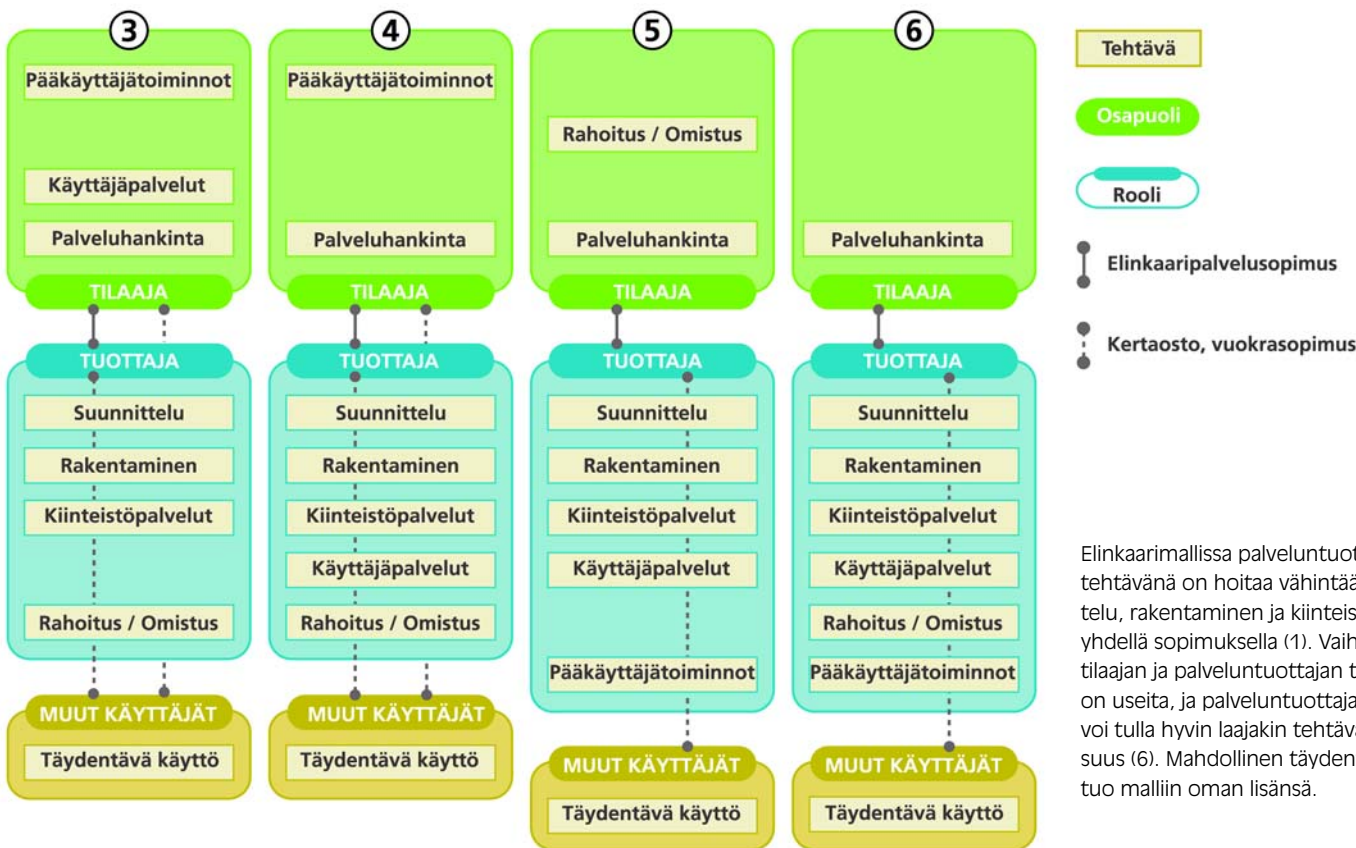 3
Pääkäyttäjätoiminnot
Käyttäjäpalvelut
Palveluhankinta
TILAAJA
TUOTTAJA
Suunnittelu
Rakentaminen
Kiinteistöpalvelut
Rahoitus / Omistus
MUUT KÄYTTÄJÄT
Täydentävä käyttö
4
Pääkäyttäjätoiminnot
Palveluhankinta
TILAAJA
TUOTTAJA
Suunnittelu
Rakentaminen
Kiinteistöpalvelut
Käyttäjäpalvelut
Rahoitus / Omistus
MUUT KÄYTTÄJÄT
Täydentävä käyttö
5
Rahoitus / Omistus
Palveluhankinta
TILAAJA
TUOTTAJA
Suunnittelu
Rakentaminen
Kiinteistöpalvelut
Käyttäjäpalvelut
Pääkäyttäjätoiminnot
MUUT KÄYTTÄJÄT
Täydentävä käyttö
6
Palveluhankinta
TILAAJA
TUOTTAJA
Suunnittelu
Rakentaminen
Kiinteistöpalvelut
Käyttäjäpalvelut
Rahoitus / Omistus
Pääkäyttäjätoiminnot
MUUT KÄYTTÄJÄT
Täydentävä käyttö
Tehtävä
Osapuoli
Rooli
Elinkaaripalvelusopimus
Kertaosto, vuokrasopimus
Elinkaarimallissa palveluntuot
tehtävänä on hoitaa vähintää
telu, rakentaminen ja kiinteis
yhdellä sopimuksella (1). Vaih
tilaajan ja palveluntuottajan t
on useita, ja palveluntuottaja
voi tulla hyvin laajakin tehtäv
suus (6). Mahdollinen täyden
tuo malliin oman lisänsä.